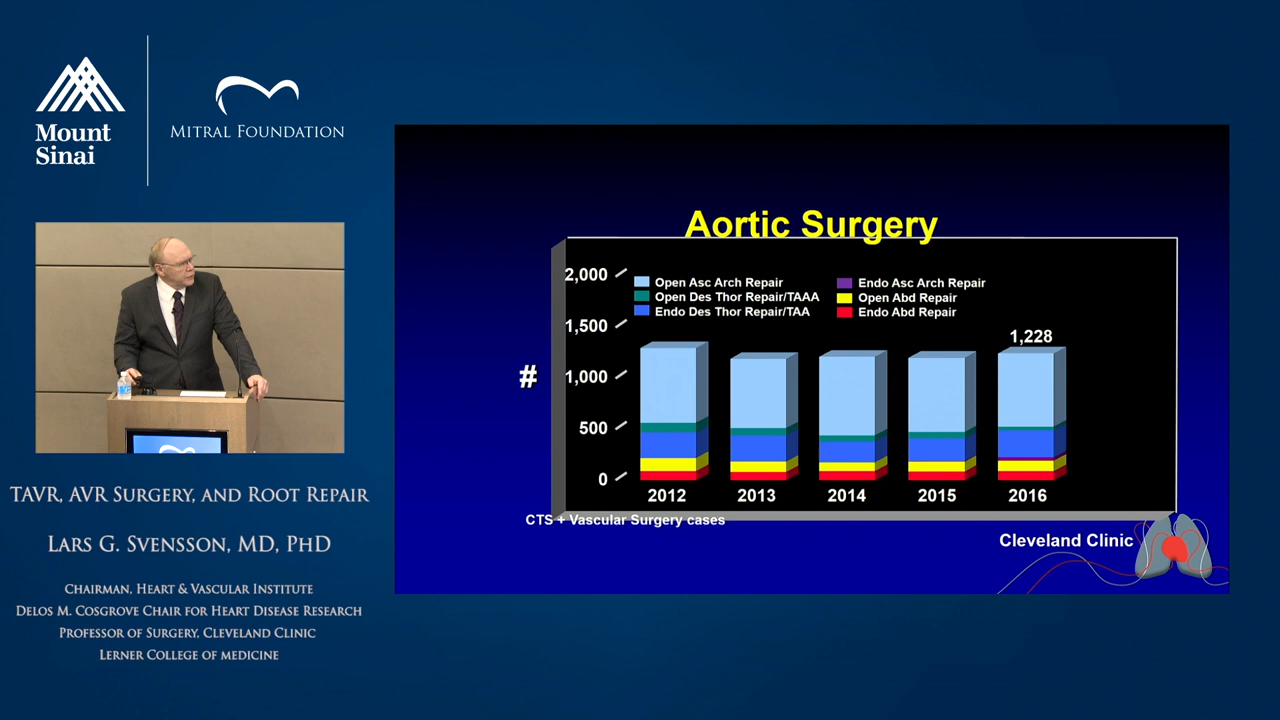 Mount
Sinai
MITRAL FOUNDATION
TAVR, AVR SURGERY, AND ROOT REPAIR
LARS G. SVENSSON, MD, PHD
CHAIRMAN, HEART & VASCULAR INSTITUTE
DELOS M. COSGROVE CHAIR FOR HEART DISEASE RESEARCH
PROFESSOR OF SURGERY, CLEVELAND CLINIC
LERNER COLLEGE OF MEDICINE
Aortic Surgery
2,000
1,500
1,000
500
0
#
Open Asc Arch Repair
Open Des Thor Repair/TAAA
Endo Des Thor Repair/TAA
Endo Asc Arch Repair
Open Abd Repair
Endo Abd Repair
1,228
2012 2013 2014 2015 2016
CTS + Vascular Surgery cases
Cleveland Clinic